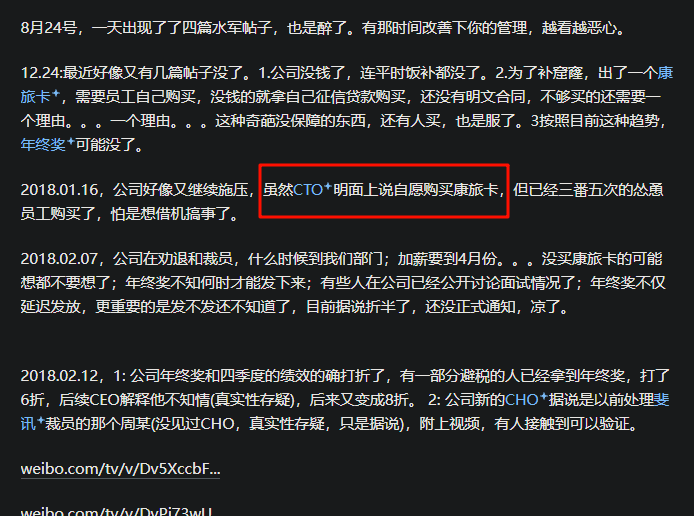 8月24号，一天出现了了四篇水军帖子，也是醉了。有那时间改善下你的管理，越看越恶心。
12.24:最近好像又有几篇帖子没了。1.公司没钱了，连平时饭补都没了。2.为了补窟窿，出了一个康
旅卡，需要员工自己购买，没钱的就拿自己征信贷款购买，还没有明文合同，不够买的还需要一
个理由。。。一个理由。。。这种奇葩没保障的东西，还有人买，也是服了。3按照目前这种趋势，
年终奖可能没了。
2018.01.16，公司好像又继续施压，虽然CTO明面上说自愿购买康旅卡，但已经三番五次的怂恿
员工购买了，怕是想借机搞事了。
2018.02.07，公司在劝退和裁员，什么时候到我们部门；加薪要到4月份。。。没买康旅卡的可能
想都不要想了；年终奖不知何时才能发下来；有些人在公司已经公开讨论面试情况了；年终奖不仅
延迟发放，更重要的是发不发还不知道了，目前据说折半了，还没正式通知，凉了。
2018.02.12，1: 公司年终奖和四季度的绩效的确打折了，有一部分避税的人已经拿到年终奖，打了
6折，后续CEO解释他不知情(真实性存疑)，后来又变成8折。 2: 公司新的CHO据说是以前处理斐
讯裁员的那个周某(没见过CHO，真实性存疑，只是据说)，附上视频，有人接触到可以验证。
weibo.com/tv/v/Dv5XccbF...
weibo.com/tv/v/DvPi73wU...